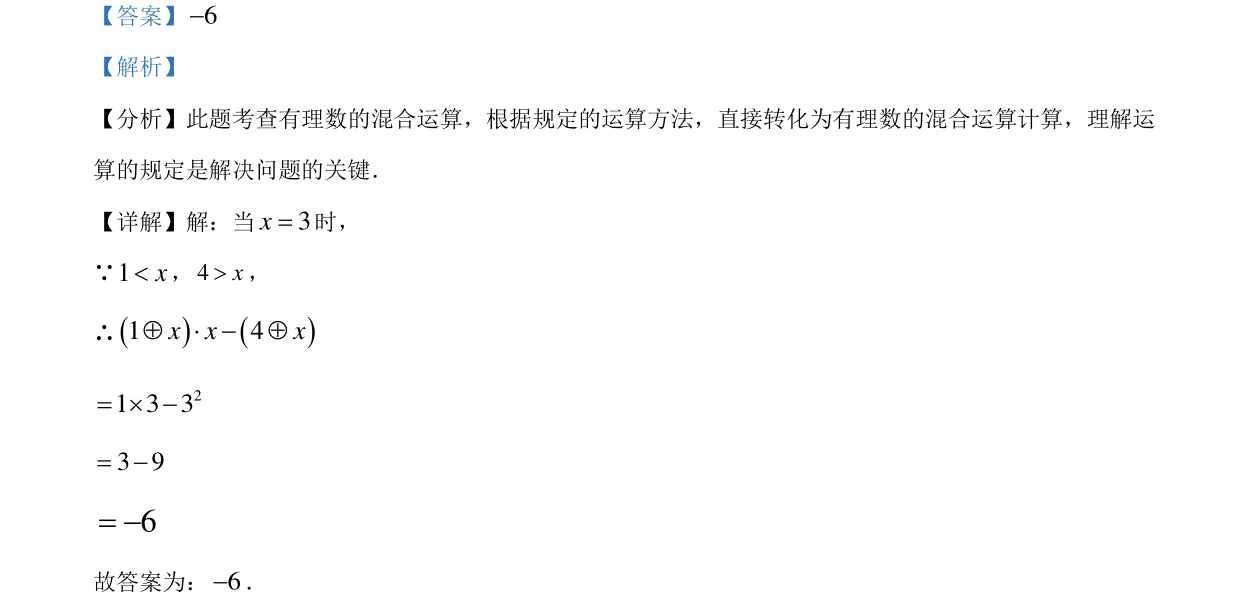 【答案】−6
【解析】
【分析】此题考查有理数的混合运算，根据规定的运算方法，直接转化为有理数的混合运算计算，理解运
算的规定是解决问题的关键．
【详解】解：当 x = 3 时，
∵1 < x，4 > x，
∴(1⊕x)·x−(4⊕x)
=1×3−3²
=3−9
=−6
故答案为：−6．